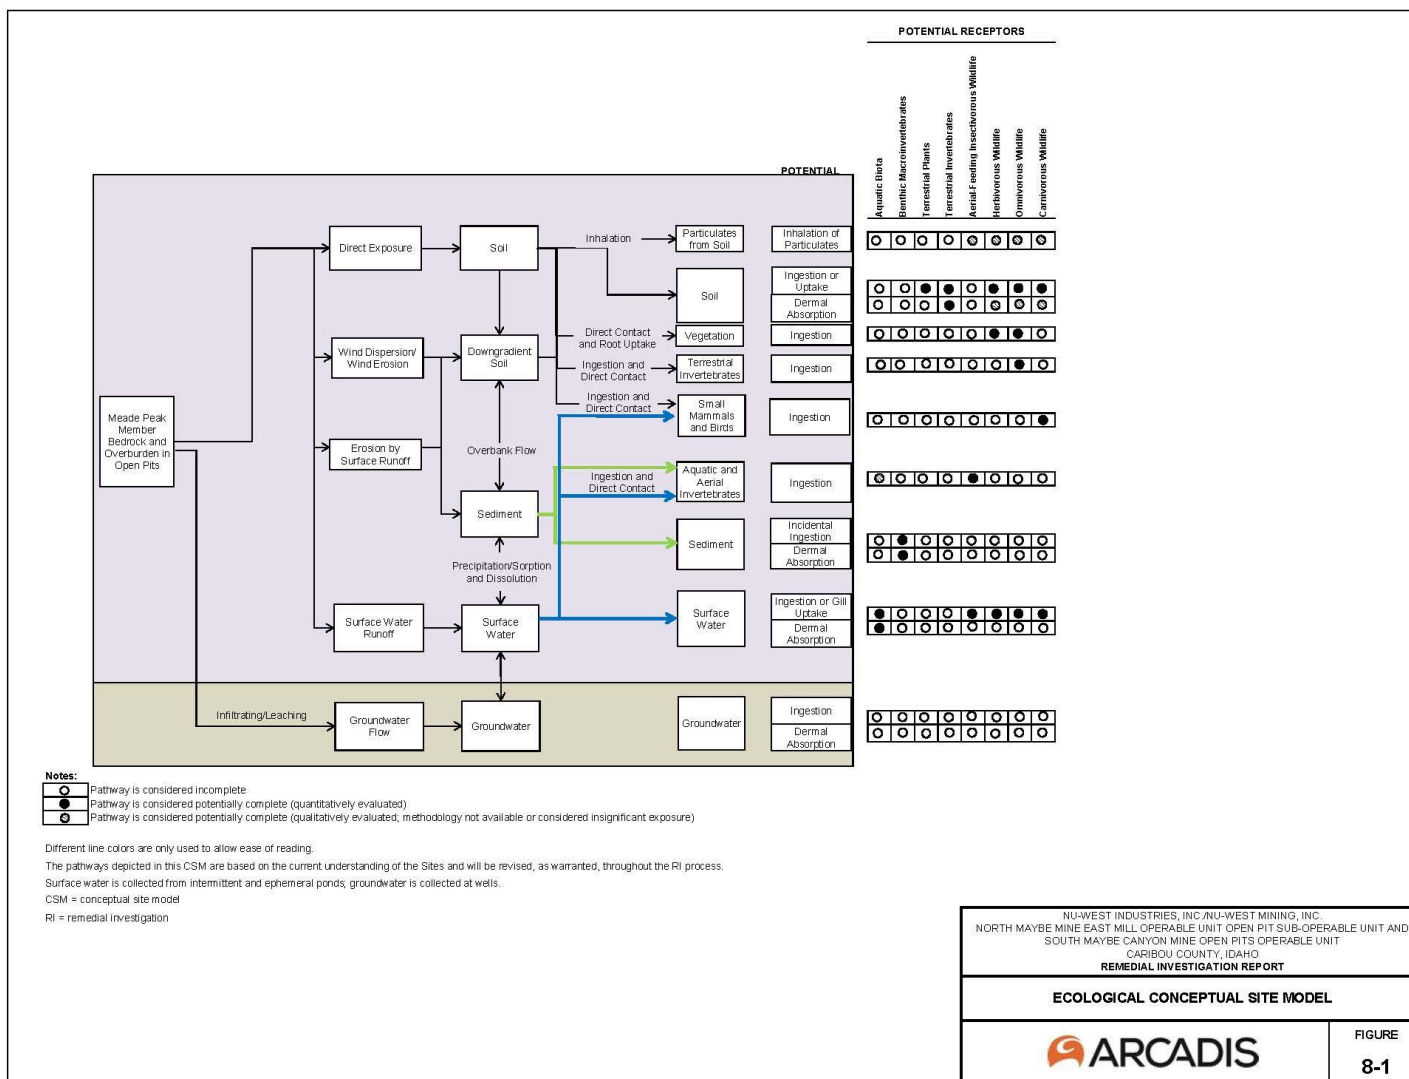 POTENTIAL RECEPTORS
Aquatic Biota
Benthic Macroinvertebrates
Terrestrial Plants
Terrestrial Invertebrates
Aerial-Feeding Insectivorous Wildlife
Herbivorous Wildlife
Omnivorous Wildlife
Carnivorous Wildlife
POTENTIAL
Direct Exposure
Soil
Inhalation
Particulates
from Soil
Inhalation of
Particulates
Soil
Ingestion or
Uptake
Dermal
Absorption
Direct Contact
and Root Uptake
Vegetation
Ingestion
Wind Dispersion/
Wind Erosion
Downgradient
Soil
Ingestion and
Direct Contact
Terrestrial
Invertebrates
Ingestion
Ingestion and
Direct Contact
Small
Mammals
and Birds
Ingestion
Meade Peak
Member
Bedrock and
Overburden in
Open Pits
Erosion by
Surface Runoff
Overbank Flow
Ingestion and
Direct Contact
Aquatic and
Aerial
Invertebrates
Ingestion
Sediment
Sediment
Incidental
Ingestion
Dermal
Absorption
Precipitation/Sorption
and Dissolution
Surface Water
Runoff
Surface
Water
Surface
Water
Ingestion or Gill
Uptake
Dermal
Absorption
Infiltrating/Leaching
Groundwater
Flow
Groundwater
Groundwater
Ingestion
Dermal
Absorption
Notes:
Pathway is considered incomplete
Pathway is considered potentially complete (quantitatively evaluated)
Pathway is considered potentially complete (qualitatively evaluated; methodology not available or considered insignificant exposure)
Different line colors are only used to allow ease of reading.
The pathways depicted in this CSM are based on the current understanding of the Sites and will be revised, as warranted, throughout the RI process.
Surface water is collected from intermittent and ephemeral ponds; groundwater is collected at wells.
CSM = conceptual site model
RI = remedial investigation
NU-WEST INDUSTRIES, INC./NU-WEST MINING, INC.
NORTH MAYBE MINE EAST MILL OPERABLE UNIT OPEN PIT SUB-OPERABLE UNIT AND
SOUTH MAYBE CANYON MINE OPEN PITS OPERABLE UNIT
CARIBOU COUNTY, IDAHO
REMEDIAL INVESTIGATION REPORT
ECOLOGICAL CONCEPTUAL SITE MODEL
ARCADIS
FIGURE
8-1